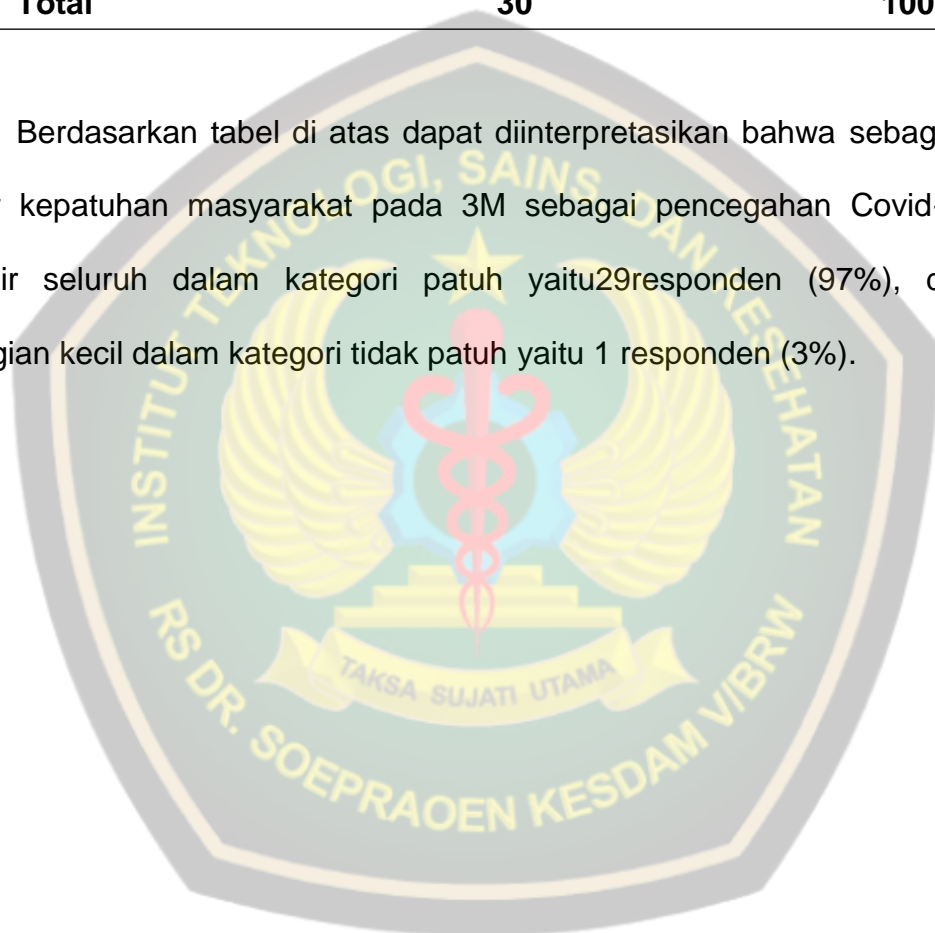 Total 30 100
Berdasarkan tabel di atas dapat diinterpretasikan bahwa sebag
kepatuhan masyarakat pada 3M sebagai pencegahan Covid-
ir seluruh dalam kategori patuh yaitu29responden (97%), d
gian kecil dalam kategori tidak patuh yaitu 1 responden (3%).
INSTITUT TEKNOLOGI, SAINS DAN KESEHATAN
TAKSA SUJATI UTAMA
RS DR. SOEPRAOEN KESDAM V/BRW